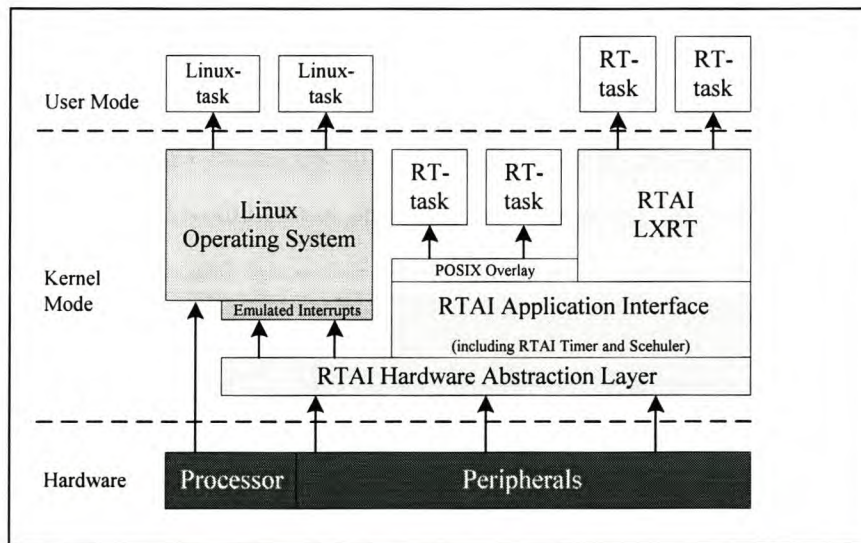 Linux-
task
Linux-
task
RT-
task
RT-
task
User Mode
Linux
Operating System
RT-
task
RT-
task
RTAI
LXRT
POSIX Overlay
Kernel
Mode
Emulated Interrupts
RTAI Application Interface
(including RTAI Timer and Scehuler)
RTAI Hardware Abstraction Layer
Hardware
Processor
Peripherals